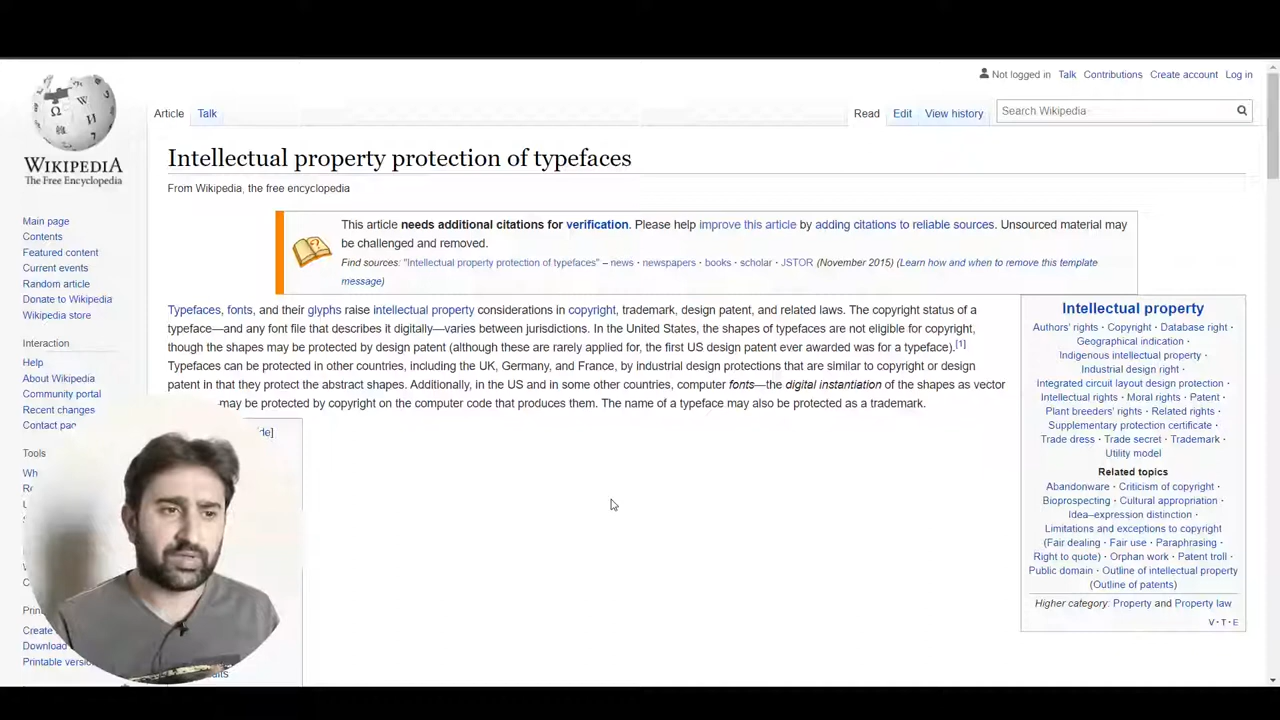 Not logged in Talk Contributions Create account Log in
Article Talk Read Edit View history Search Wikipedia
WIKIPEDIA
The Free Encyclopedia
Intellectual property protection of typefaces
From Wikipedia, the free encyclopedia
This article needs additional citations for verification. Please help improve this article by adding citations to reliable sources. Unsourced material may
be challenged and removed.
Find sources: "Intellectual property protection of typefaces" – news · newspapers · books · scholar · JSTOR (November 2015) (Learn how and when to remove this template
message)
Typefaces, fonts, and their glyphs raise intellectual property considerations in copyright, trademark, design patent, and related laws. The copyright status of a
typeface—and any font file that describes it digitally—varies between jurisdictions. In the United States, the shapes of typefaces are not eligible for copyright,
though the shapes may be protected by design patent (although these are rarely applied for, the first US design patent ever awarded was for a typeface).[1]
Typefaces can be protected in other countries, including the UK, Germany, and France, by industrial design protections that are similar to copyright or design
patent in that they protect the abstract shapes. Additionally, in the US and in some other countries, computer fonts—the digital instantiation of the shapes as vector
—may be protected by copyright on the computer code that produces them. The name of a typeface may also be protected as a trademark.
Main page
Contents
Featured content
Current events
Random article
Donate to Wikipedia
Wikipedia store
Interaction
Help
About Wikipedia
Community portal
Recent changes
Contact pag
Tools
Wh
Re
Prin
Create
Download
Printable versio
de]
Intellectual property
Authors' rights · Copyright · Database right ·
Geographical indication ·
Indigenous intellectual property ·
Industrial design right ·
Integrated circuit layout design protection ·
Intellectual rights · Moral rights · Patent ·
Plant breeders' rights · Related rights ·
Supplementary protection certificate ·
Trade dress · Trade secret · Trademark ·
Utility model
Related topics
Abandonware · Criticism of copyright ·
Bioprospecting · Cultural appropriation ·
Idea–expression distinction ·
Limitations and exceptions to copyright
(Fair dealing · Fair use · Paraphrasing ·
Right to quote) · Orphan work · Patent troll ·
Public domain · Outline of intellectual property
(Outline of patents)
Higher category: Property and Property law
V · T · E